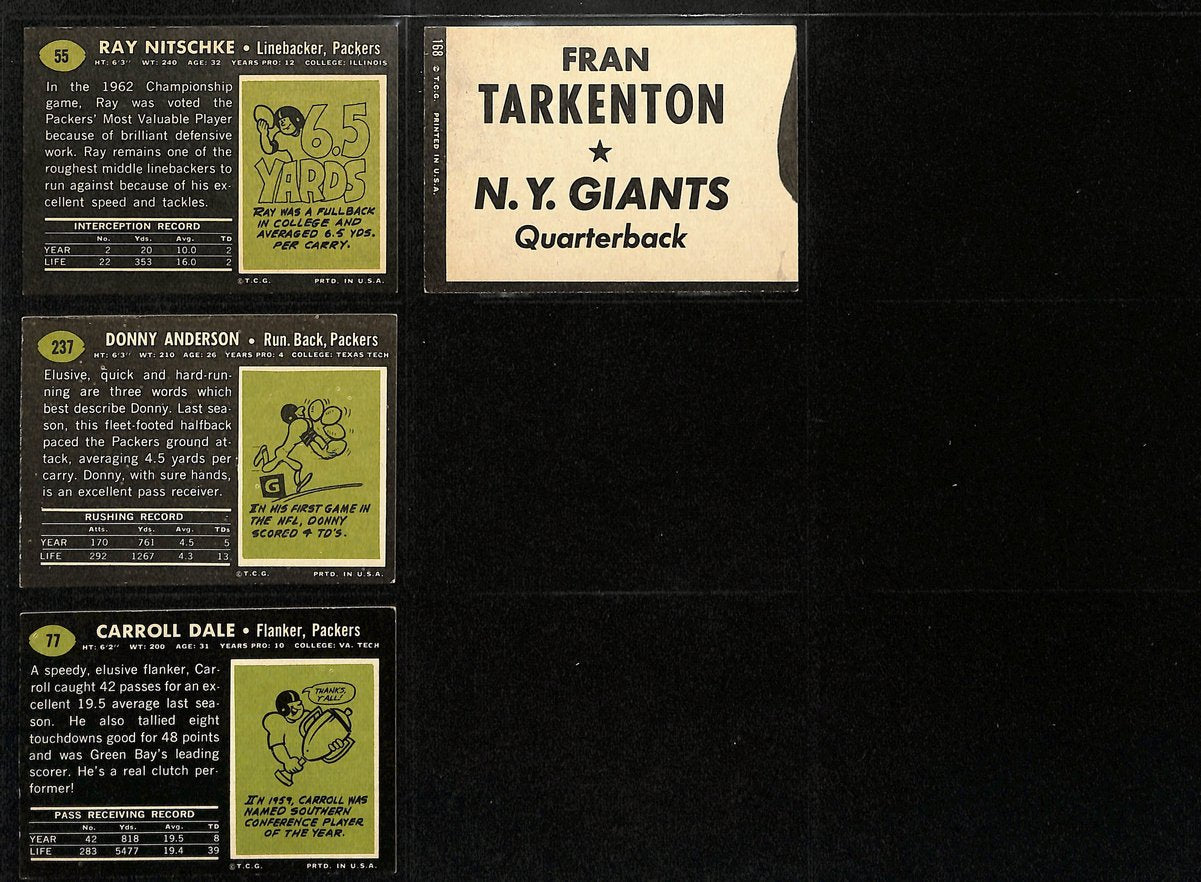 55
RAY NITSCHKE • Linebacker, Packers
HT: 6'3" WT: 240 AGE: 32 YEARS PRO: 12 COLLEGE: ILLINOIS
In the 1962 Championship
game, Ray was voted the
Packers' Most Valuable Player
because of brilliant defensive
work. Ray remains one of the
roughest middle linebackers to
run against because of his ex-
cellent speed and tackles.
INTERCEPTION RECORD
No. Yds. Avg. TD
YEAR 2 20 10.0 2
LIFE 22 353 16.0 2
6.5
YARDS
RAY WAS A FULLBACK
IN COLLEGE AND
AVERAGED 6.5 YDS.
PER CARRY.
©T.C.G. PRTD. IN U.S.A.
168 © T.C.G. PRINTED IN U.S.A.
FRAN
TARKENTON
★
N.Y. GIANTS
Quarterback
237
DONNY ANDERSON • Run. Back, Packers
HT: 6'3" WT: 210 AGE: 26 YEARS PRO: 4 COLLEGE: TEXAS TECH
Elusive, quick and hard-run-
ning are three words which
best describe Donny. Last sea-
son, this fleet-footed halfback
paced the Packers ground at-
tack, averaging 4.5 yards per
carry. Donny, with sure hands,
is an excellent pass receiver.
RUSHING RECORD
Atts. Yds. Avg. TDs
YEAR 170 761 4.5 5
LIFE 292 1267 4.3 13
G
IN HIS FIRST GAME IN
THE NFL, DONNY
SCORED 4 TD'S.
©T.C.G. PRTD. IN U.S.A.
77
CARROLL DALE • Flanker, Packers
HT: 6'2" WT: 200 AGE: 31 YEARS PRO: 10 COLLEGE: VA. TECH
A speedy, elusive flanker, Car-
roll caught 42 passes for an ex-
cellent 19.5 average last sea-
son. He also tallied eight
touchdowns good for 48 points
and was Green Bay's leading
scorer. He's a real clutch per-
former!
PASS RECEIVING RECORD
No. Yds. Avg. TD
YEAR 42 818 19.5 8
LIFE 283 5477 19.4 39
THANKS,
Y'ALL!
IN 1959, CARROLL WAS
NAMED SOUTHERN
CONFERENCE PLAYER
OF THE YEAR.
©T.C.G. PRTD. IN U.S.A.